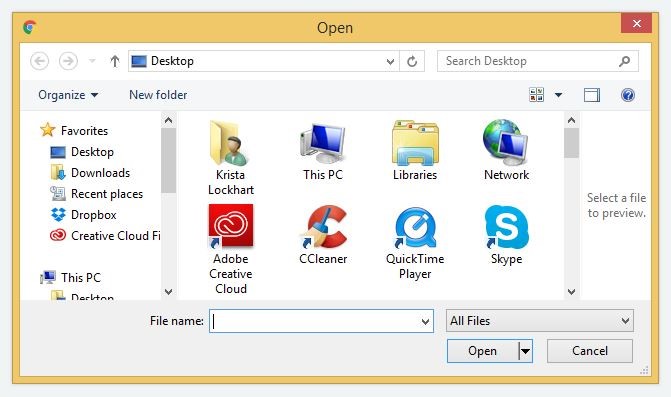 Open
Desktop
Search Desktop
Organize
New folder
Favorites
Desktop
Downloads
Recent places
Dropbox
Creative Cloud Fi
This PC
Desktop
Krista
Lockhart
This PC
Libraries
Network
Adobe
Creative
Cloud
CCleaner
QuickTime
Player
Skype
Select a file
to preview.
File name:
All Files
Open
Cancel